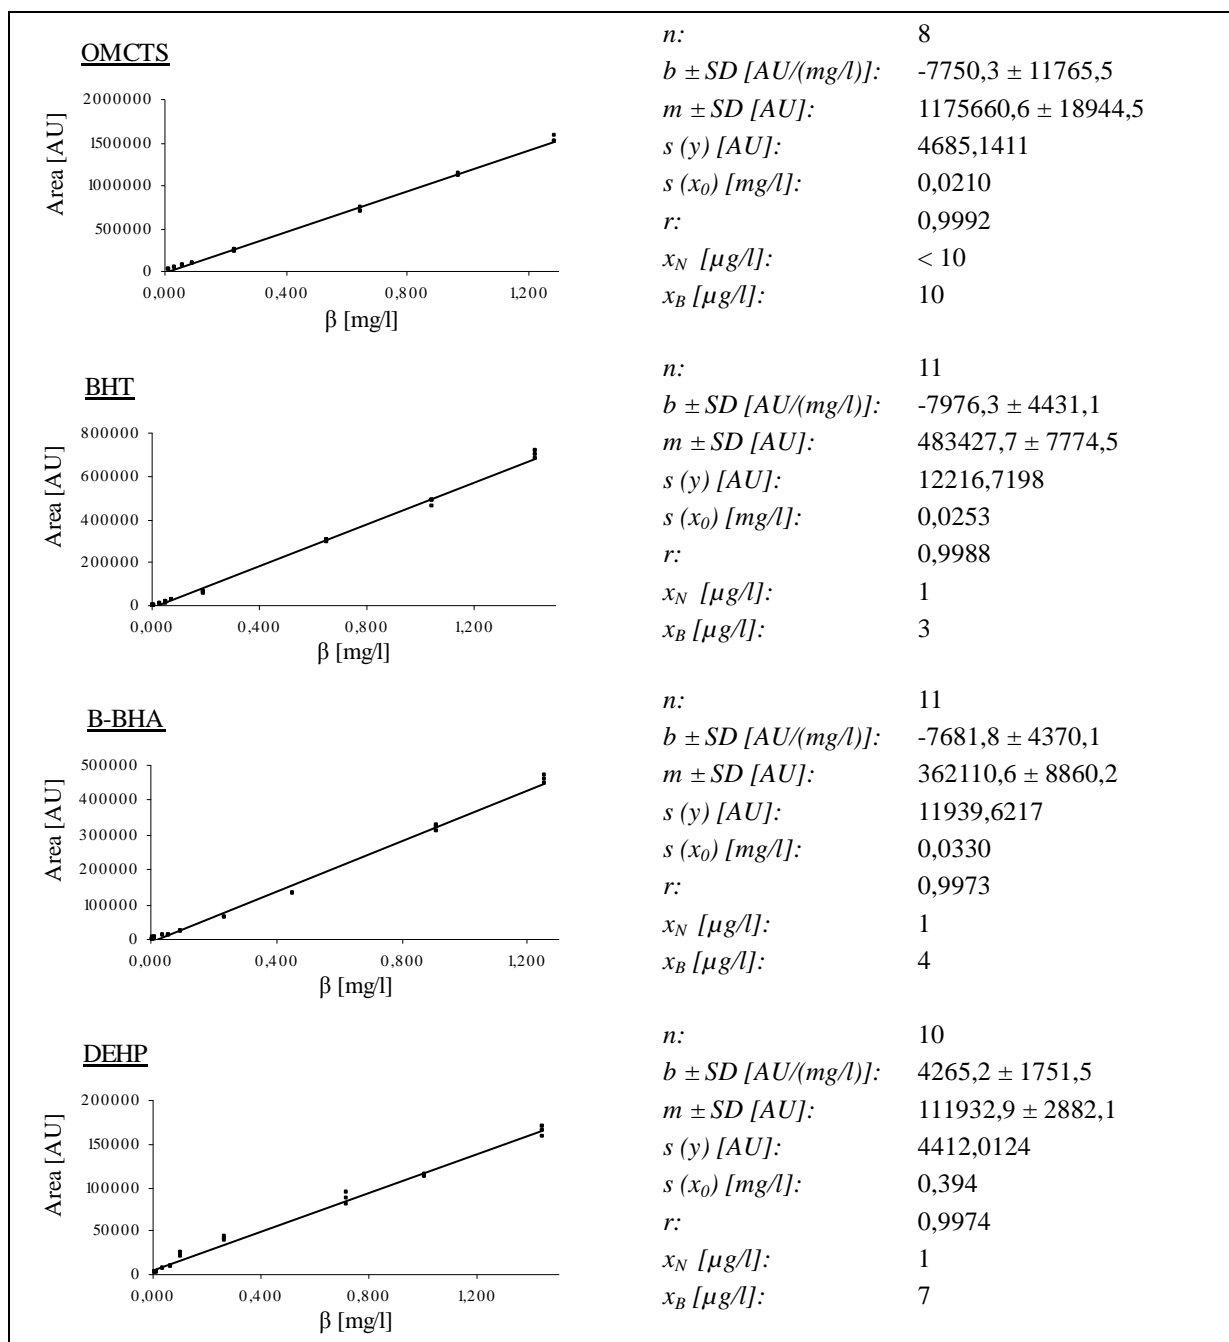 OMCTS
2000000
1500000
1000000
500000
0
Area [AU]
0,000 0,400 0,800 1,200
β [mg/l]
n: 8
b ± SD [AU/(mg/l)]: -7750,3 ± 11765,5
m ± SD [AU]: 1175660,6 ± 18944,5
s (y) [AU]: 4685,1411
s (x0) [mg/l]: 0,0210
r: 0,9992
xN [µg/l]: < 10
xB [µg/l]: 10
BHT
800000
600000
400000
200000
0
Area [AU]
0,000 0,400 0,800 1,200
β [mg/l]
n: 11
b ± SD [AU/(mg/l)]: -7976,3 ± 4431,1
m ± SD [AU]: 483427,7 ± 7774,5
s (y) [AU]: 12216,7198
s (x0) [mg/l]: 0,0253
r: 0,9988
xN [µg/l]: 1
xB [µg/l]: 3
B-BHA
500000
400000
300000
200000
100000
0
Area [AU]
0,000 0,400 0,800 1,200
β [mg/l]
n: 11
b ± SD [AU/(mg/l)]: -7681,8 ± 4370,1
m ± SD [AU]: 362110,6 ± 8860,2
s (y) [AU]: 11939,6217
s (x0) [mg/l]: 0,0330
r: 0,9973
xN [µg/l]: 1
xB [µg/l]: 4
DEHP
200000
150000
100000
50000
0
Area [AU]
0,000 0,400 0,800 1,200
β [mg/l]
n: 10
b ± SD [AU/(mg/l)]: 4265,2 ± 1751,5
m ± SD [AU]: 111932,9 ± 2882,1
s (y) [AU]: 4412,0124
s (x0) [mg/l]: 0,394
r: 0,9974
xN [µg/l]: 1
xB [µg/l]: 7